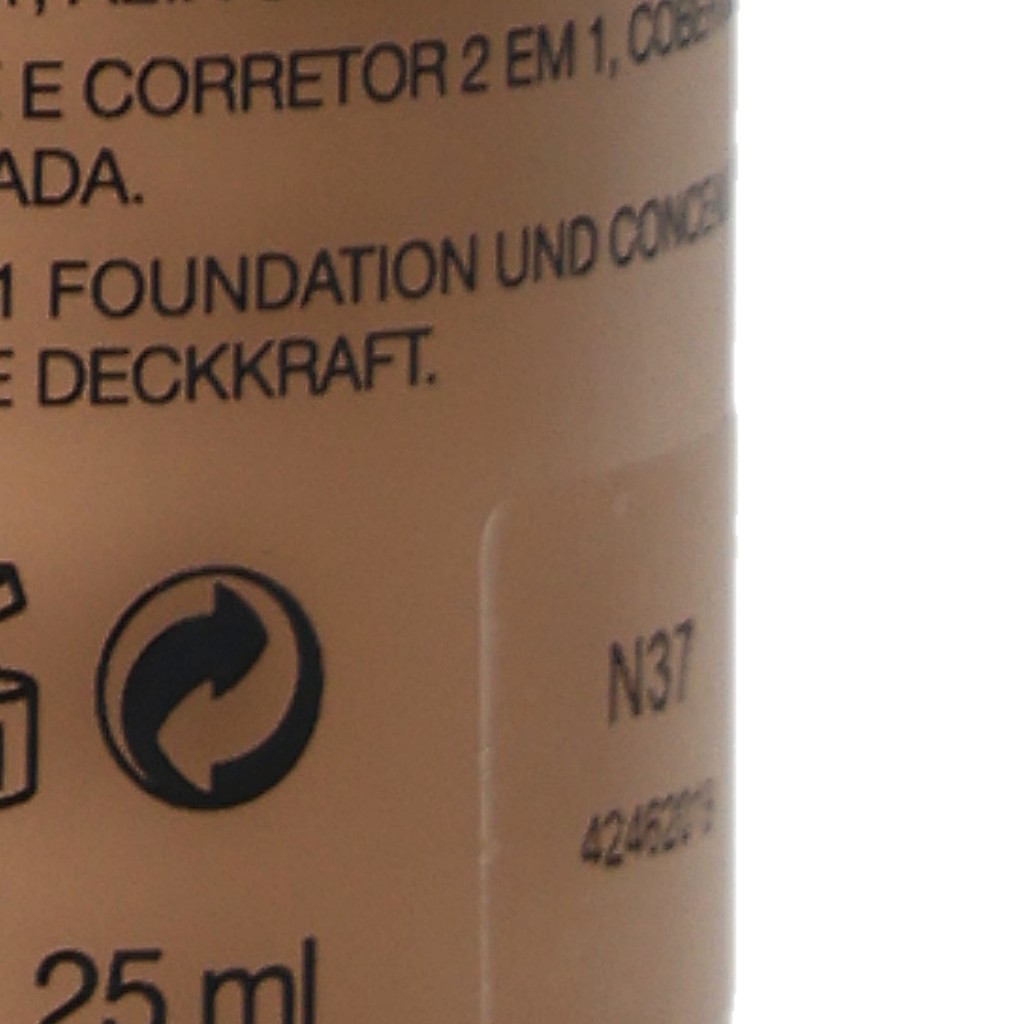 E CORRETOR 2 EM 1,
ADA.
1 FOUNDATION UND
E DECKKRAFT.
N37
25 ml